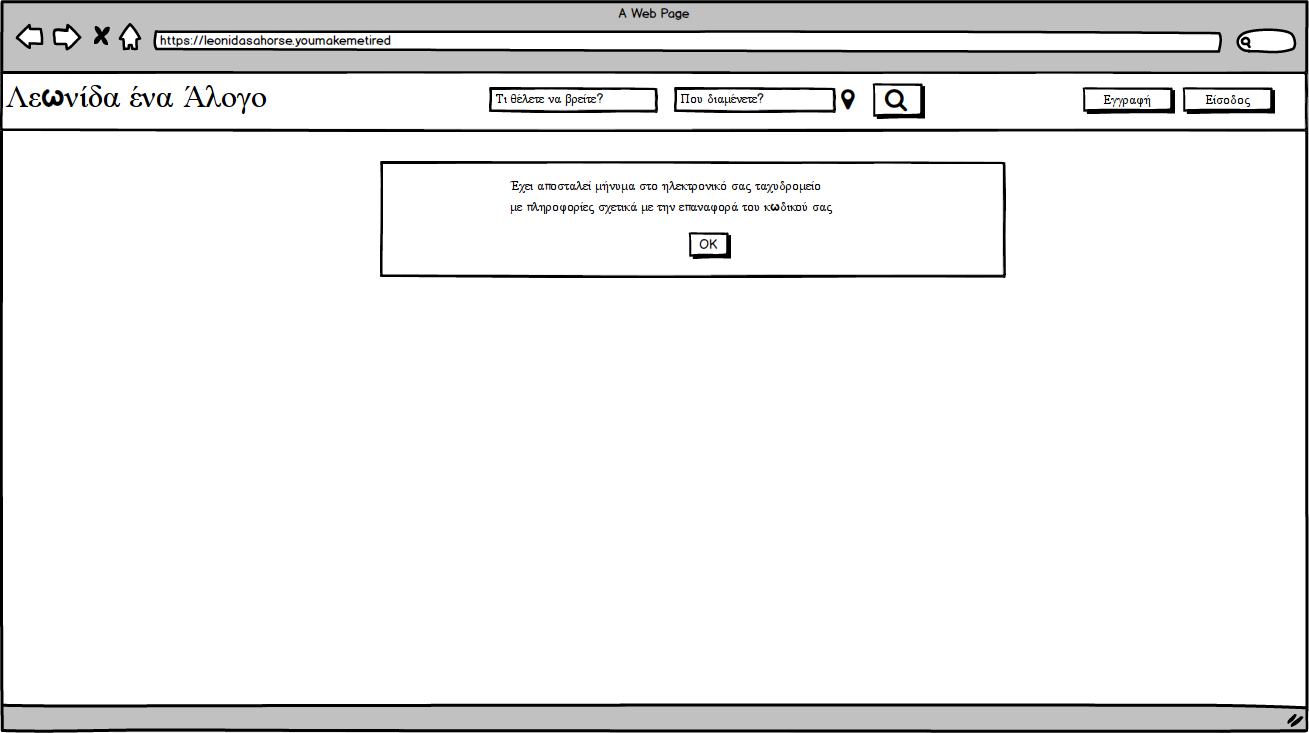 A Web Page
https://leonidasahorse.youmakemetired
Λεωνίδα ένα Άλογο
Τι θέλετε να βρείτε?
Που διαμένετε?
Εγγραφή
Είσοδος
Έχει αποσταλεί μήνυμα στο ηλεκτρονικό σας ταχυδρομείο
με πληροφορίες σχετικά με την επαναφορά του κωδικού σας
OK